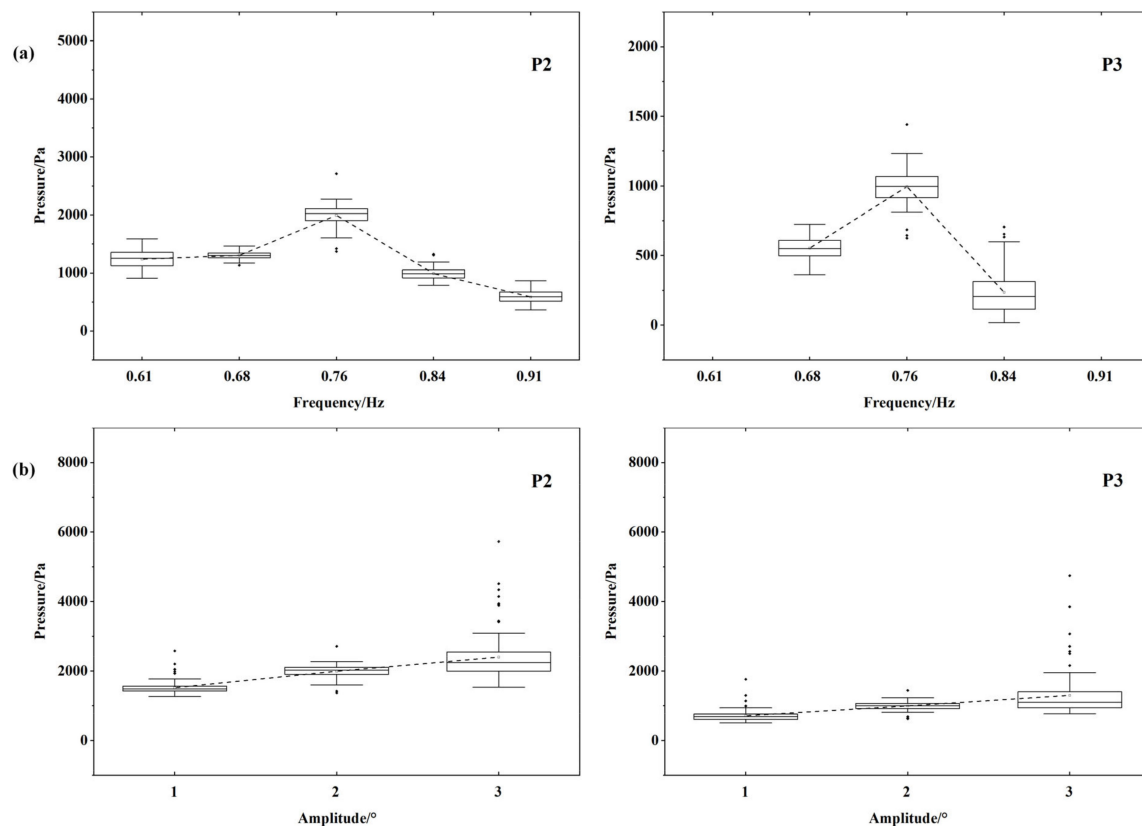 (a)
P2
Pressure/Pa
5000
4000
3000
2000
1000
0
0.61 0.68 0.76 0.84 0.91
Frequency/Hz
P3
Pressure/Pa
2000
1500
1000
500
0
0.61 0.68 0.76 0.84 0.91
Frequency/Hz
(b)
P2
Pressure/Pa
8000
6000
4000
2000
0
1 2 3
Amplitude/°
P3
Pressure/Pa
8000
6000
4000
2000
0
1 2 3
Amplitude/°